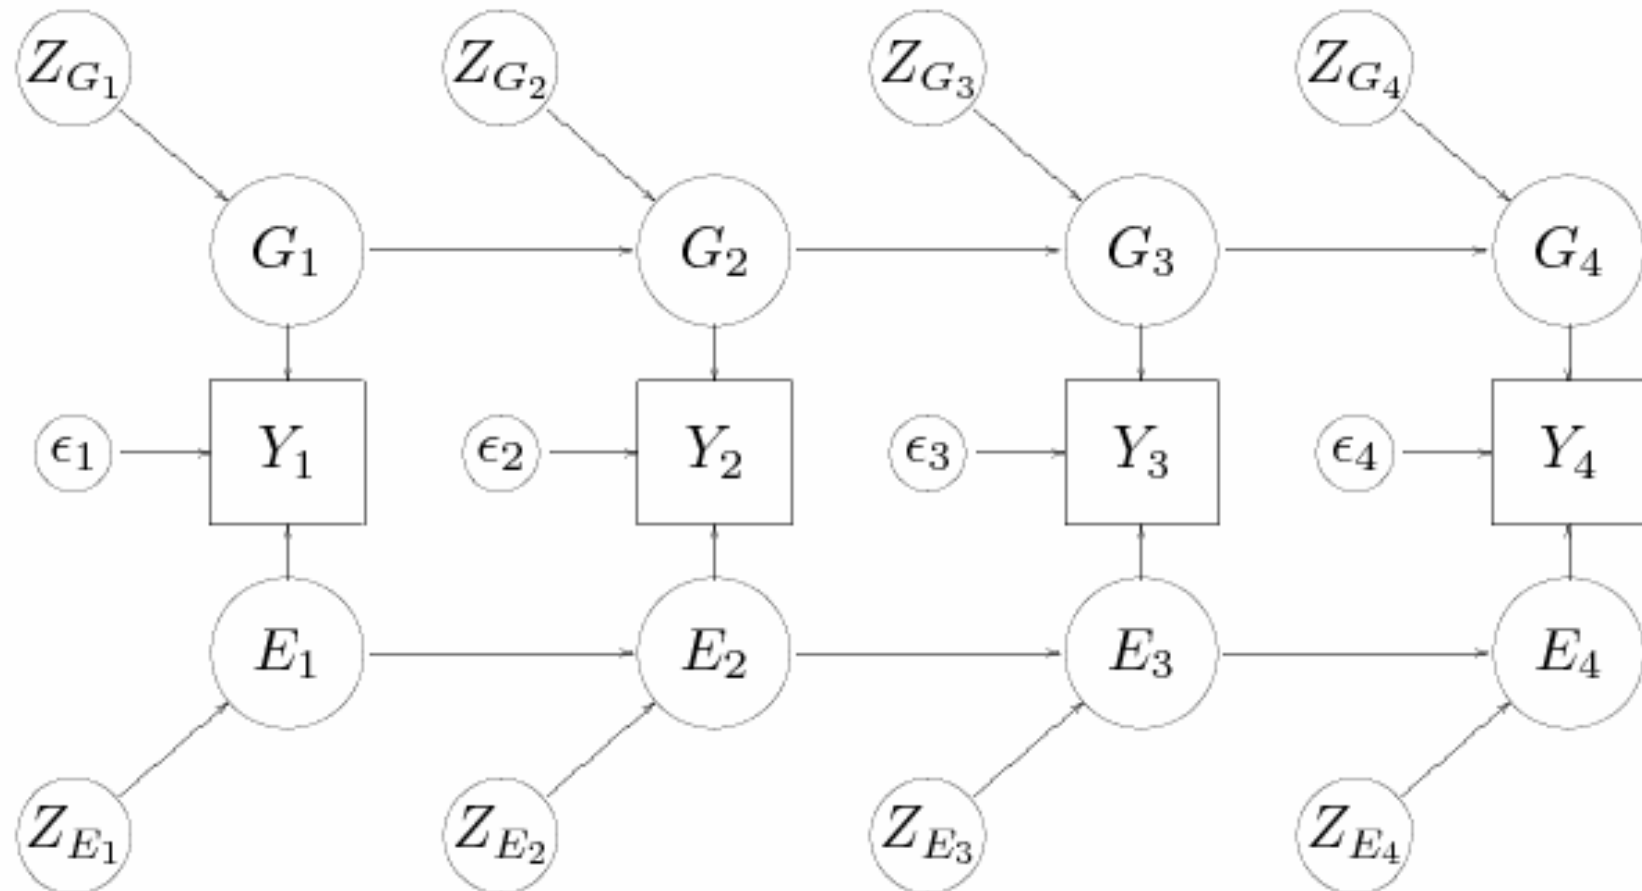 Z_{G_1} Z_{G_2} Z_{G_3} Z_{G_4}
G_1 G_2 G_3 G_4
ϵ_1 Y_1 ϵ_2 Y_2 ϵ_3 Y_3 ϵ_4 Y_4
E_1 E_2 E_3 E_4
Z_{E_1} Z_{E_2} Z_{E_3} Z_{E_4}